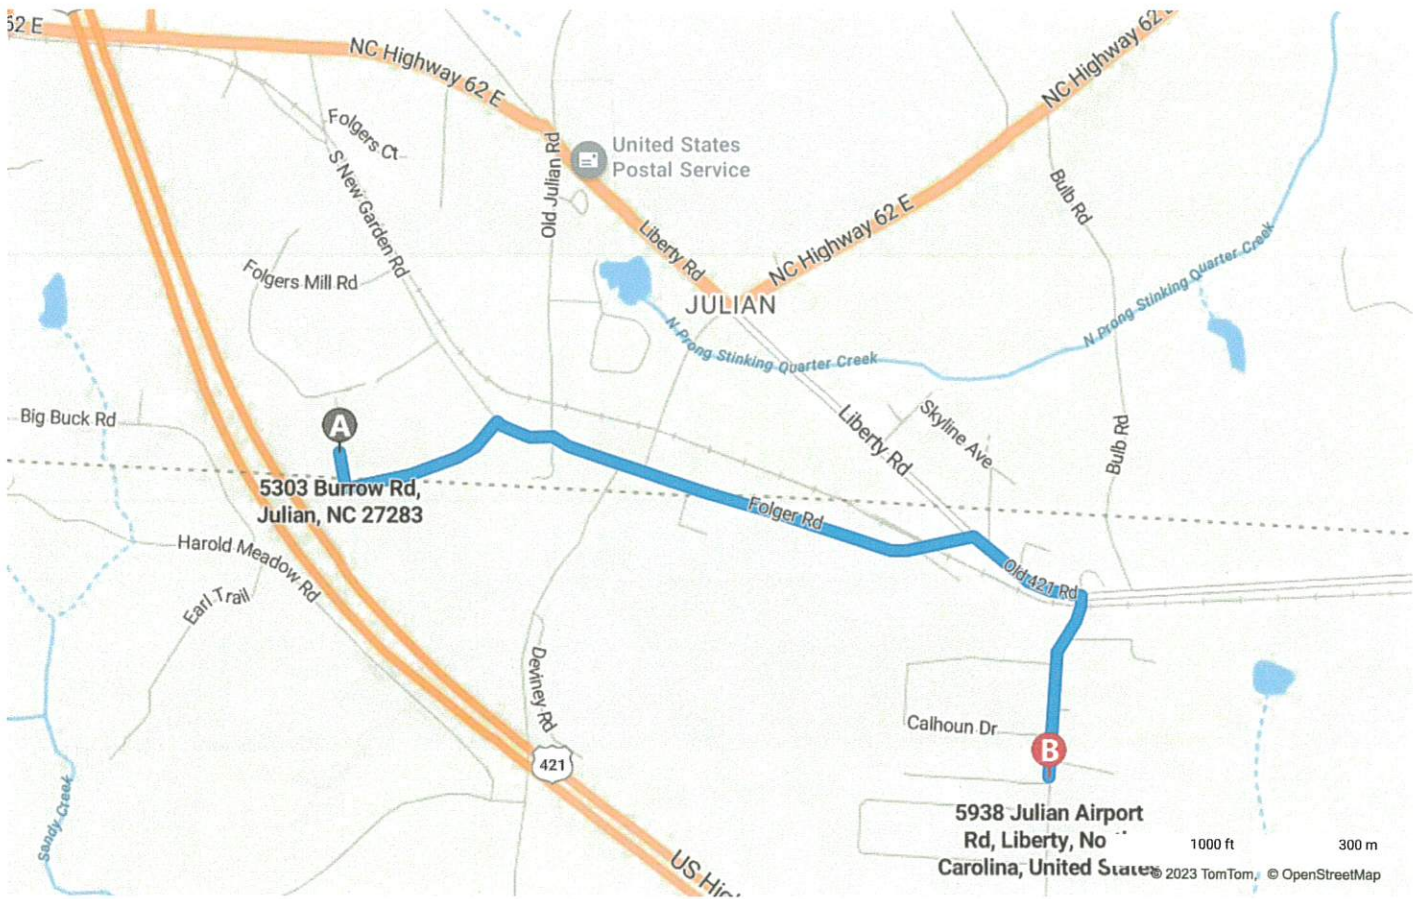 62 E
NC Highway 62 E
NC Highway 62 E
Folgers Ct
United States
Postal Service
Old Julian Rd
S New Garden Rd
Bulb Rd
Liberty Rd
NC Highway 62 E
Folgers Mill Rd
JULIAN
N Prong Stinking Quarter Creek
N Prong Stinking Quarter Creek
Big Buck Rd
A
Liberty Rd
Skyline Ave
Bulb Rd
5303 Burrow Rd,
Julian, NC 27283
Folger Rd
Harold Meadow Rd
Earl Trail
Old 421 Rd
Deviney Rd
Calhoun Dr
B
421
Sandy Creek
5938 Julian Airport
Rd, Liberty, No
Carolina, United States
1000 ft
300 m
US Hig
© 2023 TomTom, © OpenStreetMap